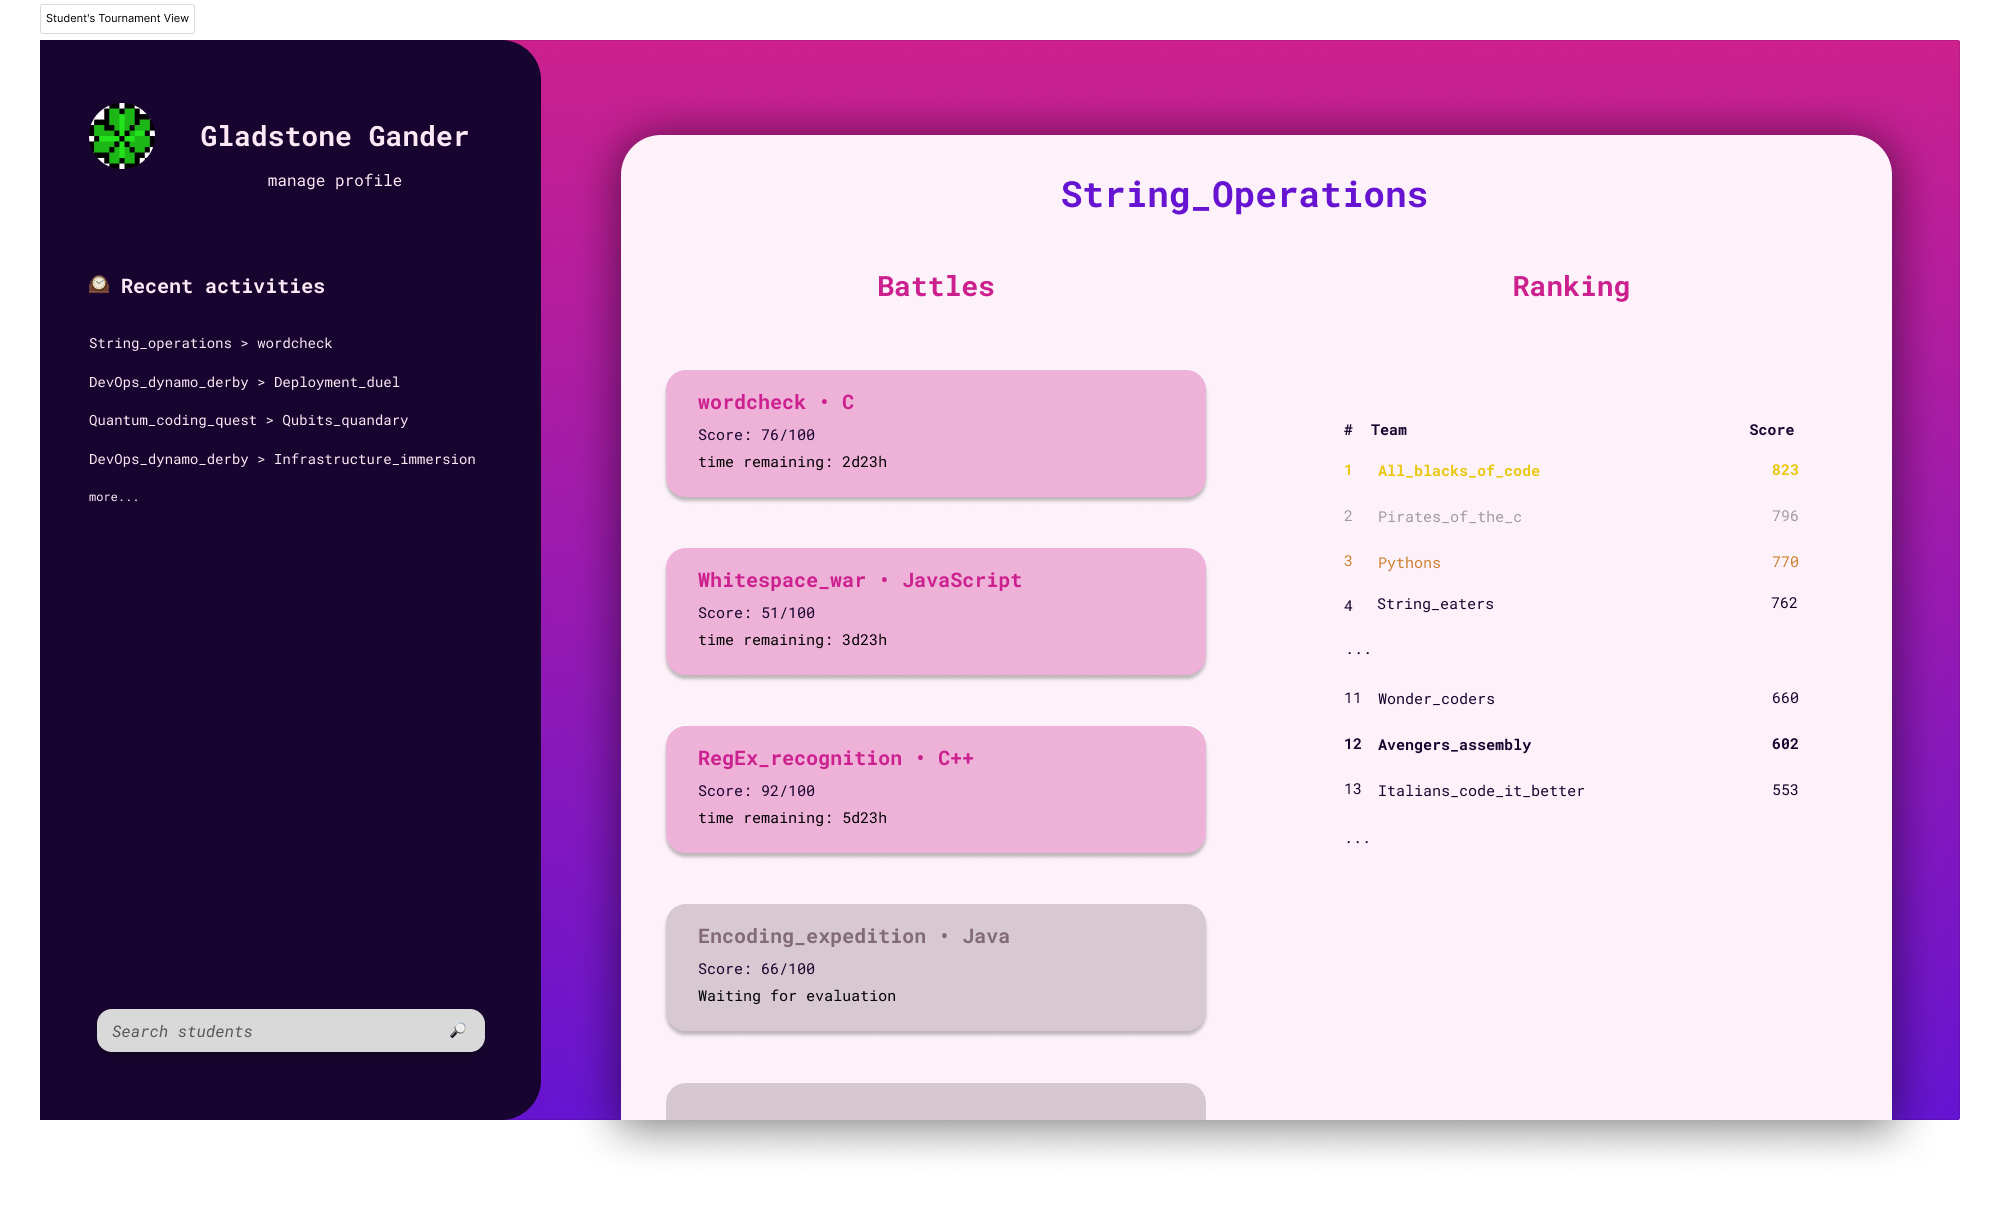 Student's Tournament View
Gladstone Gander
manage profile
Recent activities
String_operations > wordcheck
DevOps_dynamo_derby > Deployment_duel
Quantum_coding_quest > Qubits_quandary
DevOps_dynamo_derby > Infrastructure_immersion
more...
Search students
String_Operations
Battles
wordcheck • C
Score: 76/100
time remaining: 2d23h
Whitespace_war • JavaScript
Score: 51/100
time remaining: 3d23h
RegEx_recognition • C++
Score: 92/100
time remaining: 5d23h
Encoding_expedition • Java
Score: 66/100
Waiting for evaluation
Ranking
# Team Score
1 All_blacks_of_code 823
2 Pirates_of_the_c 796
3 Pythons 770
4 String_eaters 762
...
11 Wonder_coders 660
12 Avengers_assembly 602
13 Italians_code_it_better 553
...